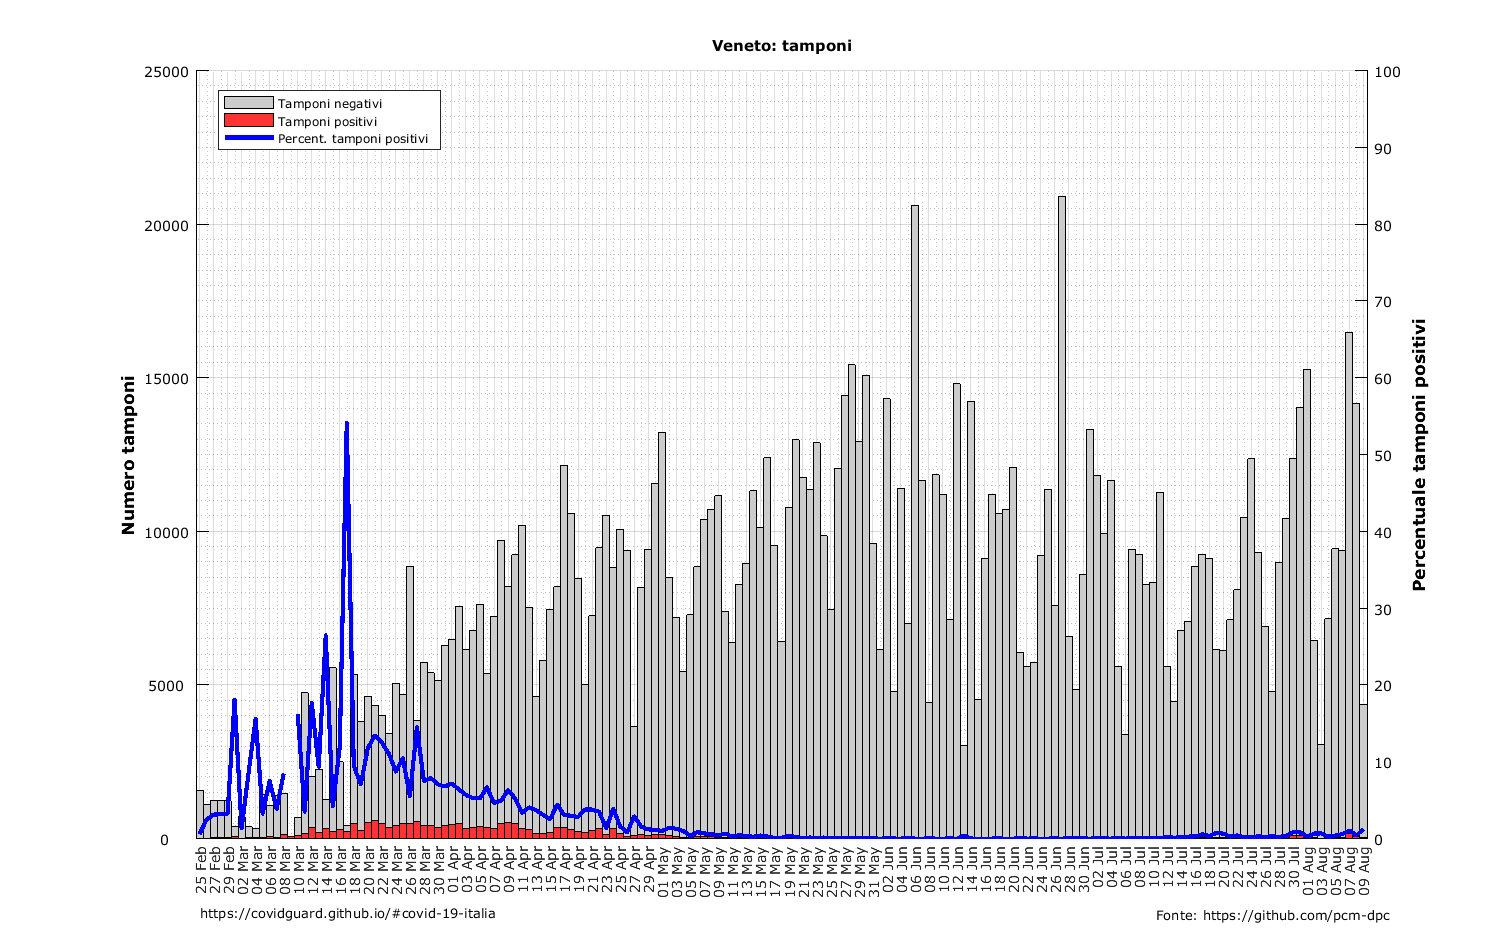 Veneto: tamponi
25000
20000
15000
10000
5000
0
100
90
80
70
60
50
40
30
20
10
0
Tamponi negativi
Tamponi positivi
Percent. tamponi positivi
Numero tamponi
Percentuale tamponi positivi
25 Feb
27 Feb
29 Feb
02 Mar
04 Mar
06 Mar
08 Mar
10 Mar
12 Mar
14 Mar
16 Mar
18 Mar
20 Mar
22 Mar
24 Mar
26 Mar
28 Mar
30 Mar
01 Apr
03 Apr
05 Apr
07 Apr
09 Apr
11 Apr
13 Apr
15 Apr
17 Apr
19 Apr
21 Apr
23 Apr
25 Apr
27 Apr
29 Apr
01 May
03 May
05 May
07 May
09 May
11 May
13 May
15 May
17 May
19 May
21 May
23 May
25 May
27 May
29 May
31 May
02 Jun
04 Jun
06 Jun
08 Jun
10 Jun
12 Jun
14 Jun
16 Jun
18 Jun
20 Jun
22 Jun
24 Jun
26 Jun
28 Jun
30 Jun
02 Jul
04 Jul
06 Jul
08 Jul
10 Jul
12 Jul
14 Jul
16 Jul
18 Jul
20 Jul
22 Jul
24 Jul
26 Jul
28 Jul
30 Jul
01 Aug
03 Aug
05 Aug
07 Aug
09 Aug
https://covidguard.github.io/#covid-19-italia
Fonte: https://github.com/pcm-dpc